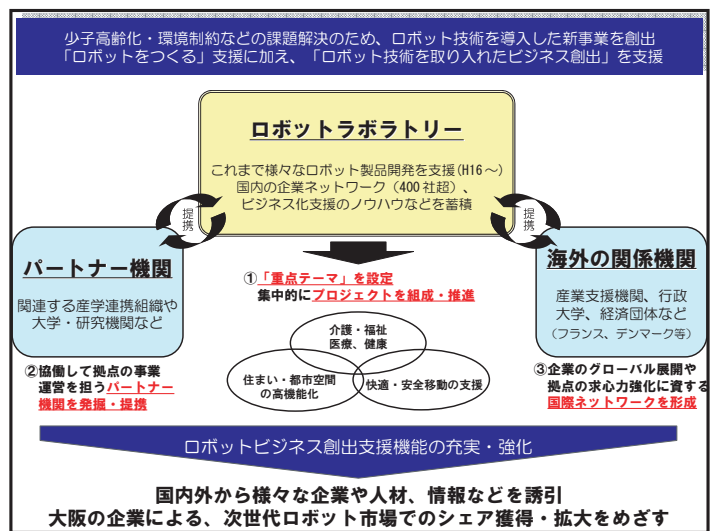 少子高齢化・環境制約などの課題解決のため、ロボット技術を導入した新事業を創出
「ロボットをつくる」支援に加え、「ロボット技術を取り入れたビジネス創出」を支援
ロボットラボラトリー
これまで様々なロボット製品開発を支援(H16～)
国内の企業ネットワーク（400社超）、
ビジネス化支援のノウハウなどを蓄積
提携
提携
パートナー機関
関連する産学連携組織や
大学・研究機関など
海外の関係機関
産業支援機関、行政
大学、経済団体など
（フランス、デンマーク等）
①「重点テーマ」を設定
集中的にプロジェクトを組成・推進
介護・福祉
医療、健康
住まい・都市空間
の高機能化
快適・安全移動の支援
②協働して拠点の事業
運営を担うパートナー
機関を発掘・提携
③企業のグローバル展開や
拠点の求心力強化に資する
国際ネットワークを形成
ロボットビジネス創出支援機能の充実・強化
国内外から様々な企業や人材、情報などを誘引
大阪の企業による、次世代ロボット市場でのシェア獲得・拡大をめざす